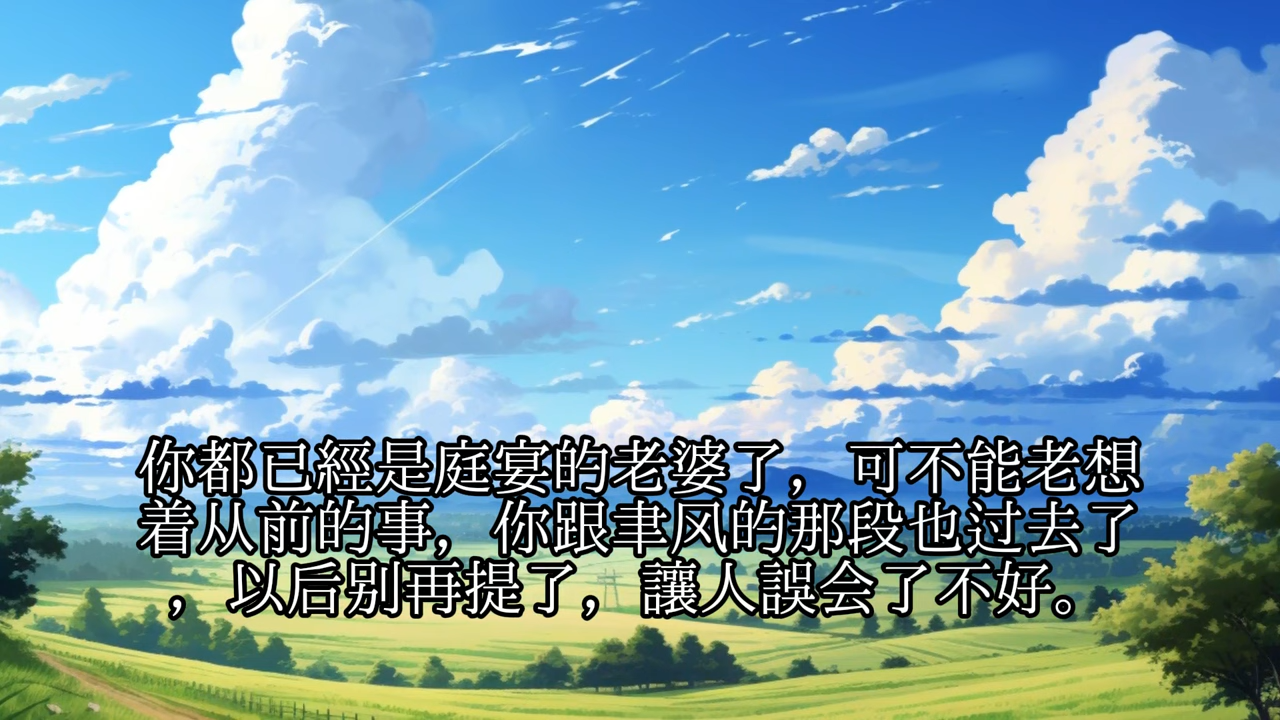 你都已經是庭宴的老婆了，可不能老想
着从前的事，你跟聿风的那段也过去了
，以后别再提了，讓人誤会了不好。